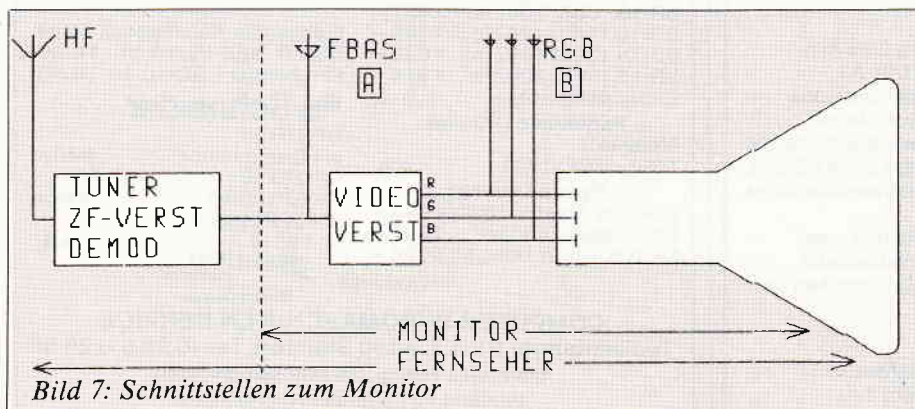 HF
FBAS
A
RGB
B
TUNER
ZF-VERST
DEMOD
VIDEO
VERST
R
G
B
MONITOR
FERNSEHER
Bild 7: Schnittstellen zum Monitor